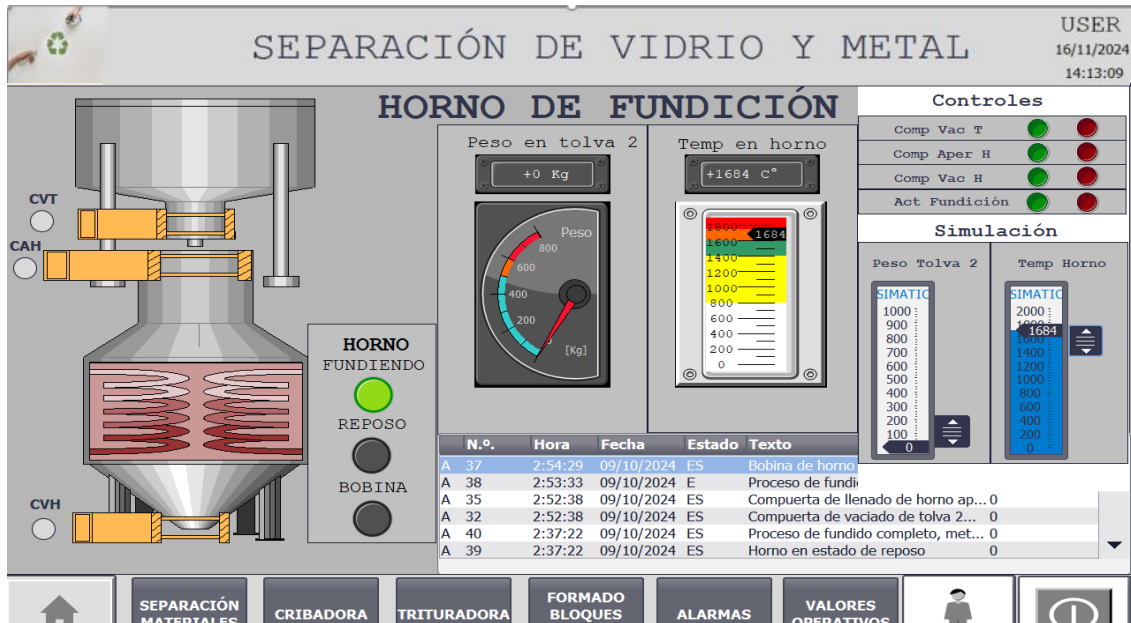 SEPARACIÓN DE VIDRIO Y METAL
USER
16/11/2024
14:13:09
HORNO DE FUNDICIÓN
Controles
Comp Vac T
Comp Aper H
Comp Vac H
Act Fundición
Simulación
Peso Tolva 2
Temp Horno
SIMATIC
1000
900
800
700
600
500
400
300
200
100
0
SIMATIC
2000
1684
1600
1400
1200
1000
800
600
400
200
0
Peso en tolva 2
+0 Kg
Peso
800
600
400
200
0
[Kg]
Temp en horno
+1684 C°
1800
1684
1600
1400
1200
1000
800
600
400
200
0
CVT
CAH
CVH
HORNO
FUNDIENDO
REPOSO
BOBINA
N.º. Hora Fecha Estado Texto
A 37 2:54:29 09/10/2024 ES Bobina de horno
A 38 2:53:33 09/10/2024 E Proceso de
A 35 2:52:38 09/10/2024 ES Compuerta de llenado de horno ap... 0
A 32 2:52:38 09/10/2024 ES Compuerta de vaciado de tolva 2... 0
A 40 2:37:22 09/10/2024 ES Proceso de fundido completo, met... 0
A 39 2:37:22 09/10/2024 ES Horno en estado de reposo 0
SEPARACIÓN
MATERIALES
CRIBADORA
TRITURADORA
FORMADO
BLOQUES
ALARMAS
VALORES
OPERATIVOS